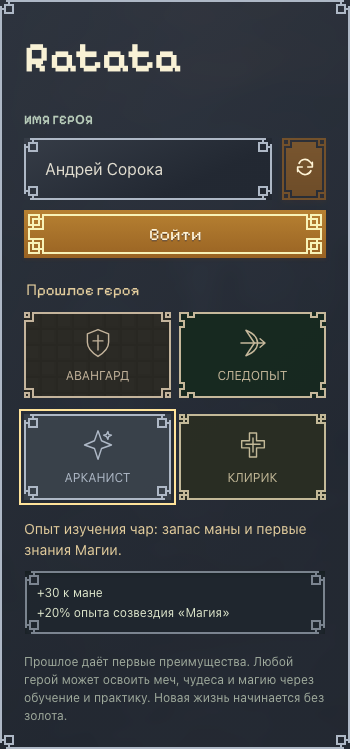 Ratata
ИМЯ ГЕРОЯ
Андрей Сорока
Войти
Прошлое героя
АВАНГАРД
СЛЕДОПЫТ
АРКАНИСТ
КЛИРИК
Опыт изучения чар: запас маны и первые
знания Магии.
+30 к мане
+20% опыта созвездия «Магия»
Прошлое даёт первые преимущества. Любой
герой может освоить меч, чудеса и магию через
обучение и практику. Новая жизнь начинается без
золота.